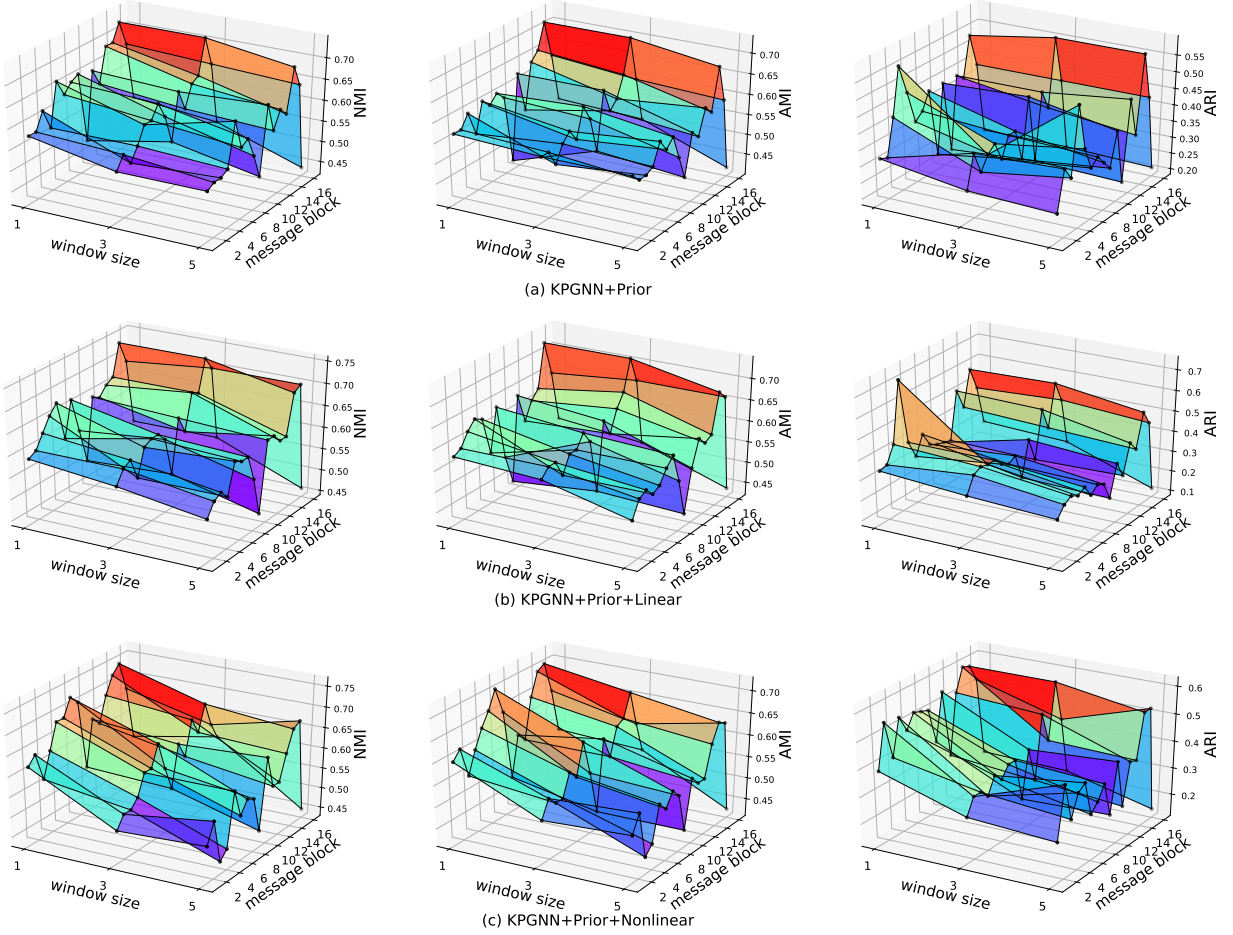 0.70
0.65
0.60
0.55
0.50
0.45
NMI
1
3
5
window size
2 4 6 8 10 12 14 16
message block
0.70
0.65
0.60
0.55
0.50
0.45
AMI
1
3
5
window size
2 4 6 8 10 12 14 16
message block
0.55
0.50
0.45
0.40
0.35
0.30
0.25
0.20
ARI
1
3
5
window size
2 4 6 8 10 12 14 16
message block
(a) KPGNN+Prior
0.75
0.70
0.65
0.60
0.55
0.50
0.45
NMI
1
3
5
window size
2 4 6 8 10 12 14 16
message block
0.70
0.65
0.60
0.55
0.50
0.45
AMI
1
3
5
window size
2 4 6 8 10 12 14 16
message block
0.7
0.6
0.5
0.4
0.3
0.2
0.1
ARI
1
3
5
window size
2 4 6 8 10 12 14 16
message block
(b) KPGNN+Prior+Linear
0.75
0.70
0.65
0.60
0.55
0.50
0.45
NMI
1
3
5
window size
2 4 6 8 10 12 14 16
message block
0.70
0.65
0.60
0.55
0.50
0.45
AMI
1
3
5
window size
2 4 6 8 10 12 14 16
message block
0.6
0.5
0.4
0.3
0.2
ARI
1
3
5
window size
2 4 6 8 10 12 14 16
message block
(c) KPGNN+Prior+Nonlinear